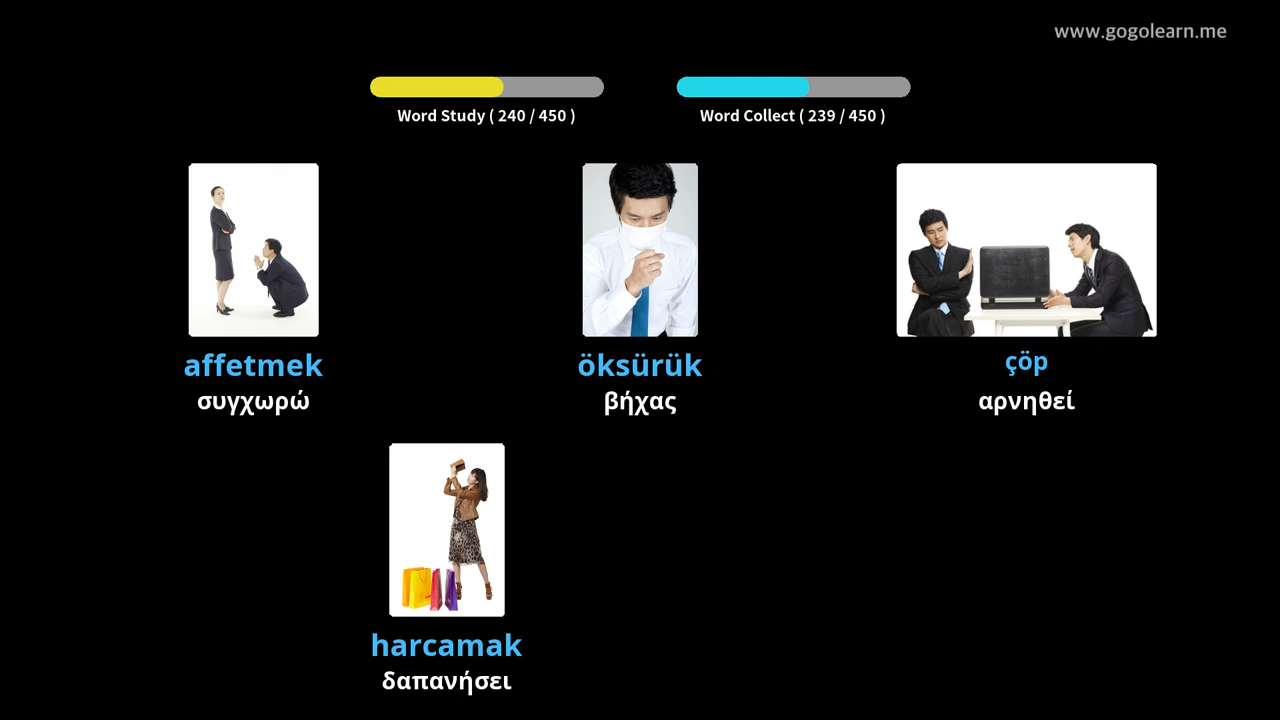 www.gogolearn.me
Word Study ( 240 / 450 )
Word Collect ( 239 / 450 )
affetmek
συγχωρώ
öksürük
βήχας
çöp
αρνηθεί
harcamak
δαπανήσει